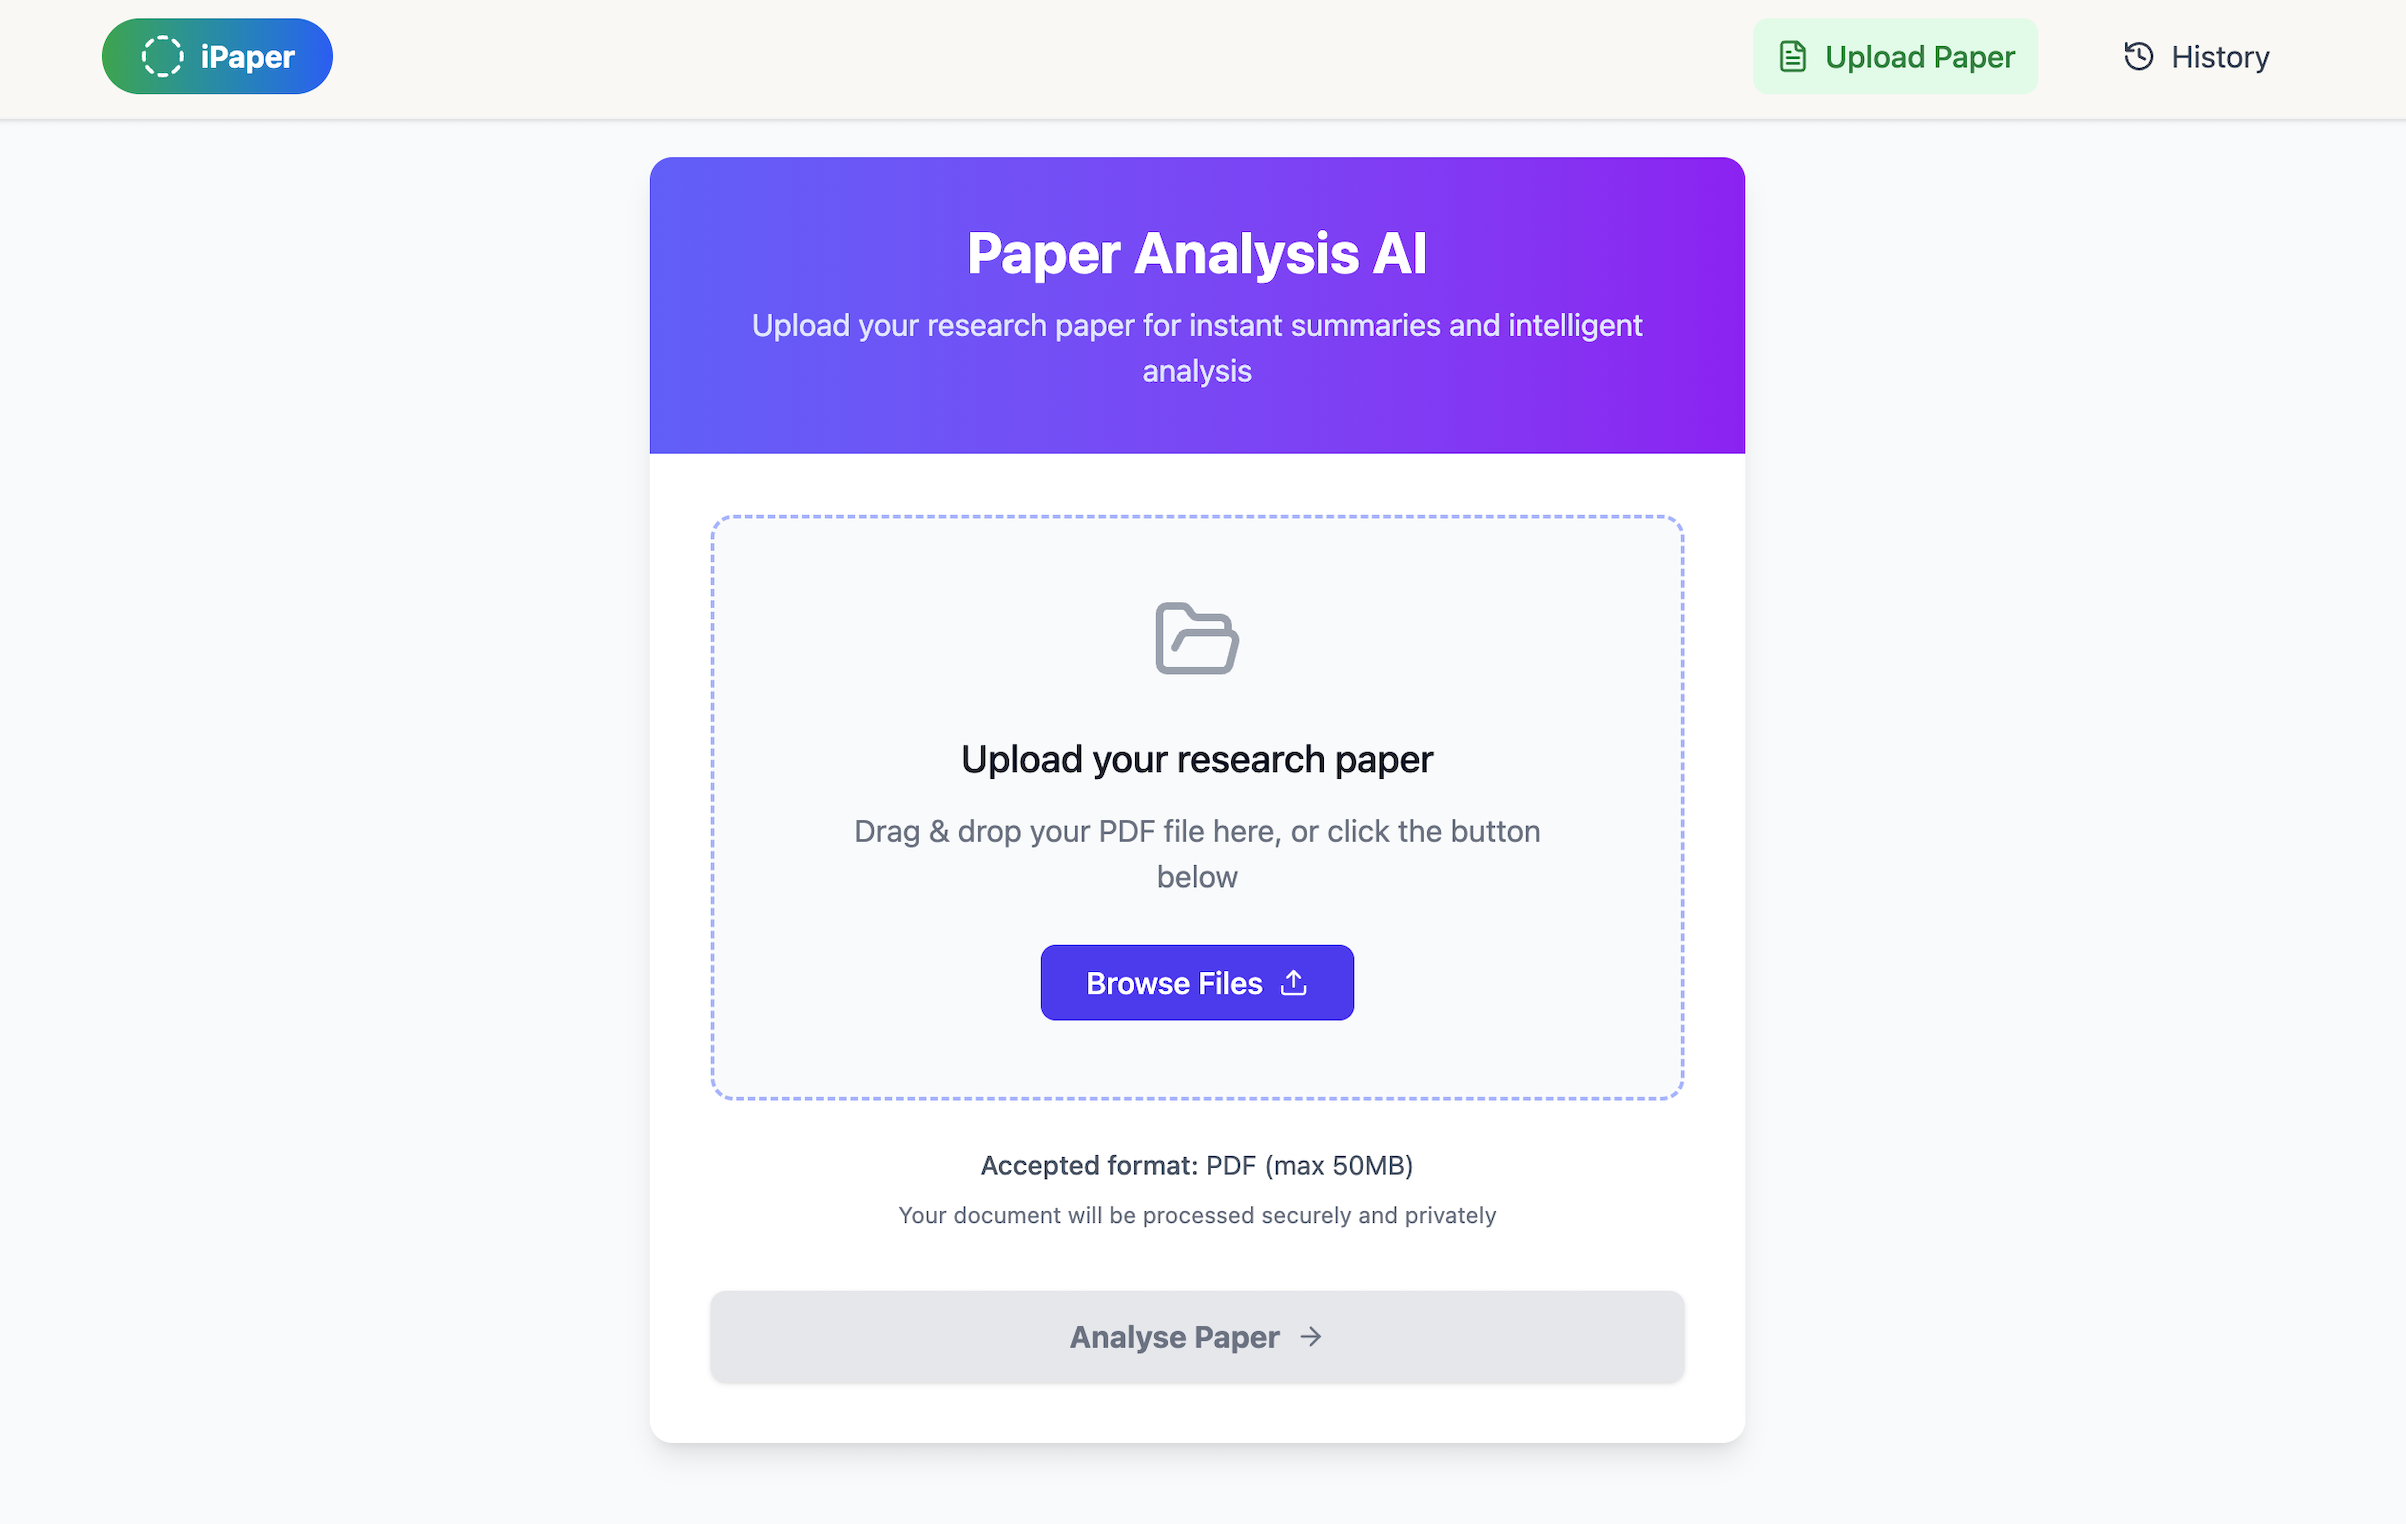 iPaper
Upload Paper
History
Paper Analysis AI
Upload your research paper for instant summaries and intelligent
analysis
Upload your research paper
Drag & drop your PDF file here, or click the button
below
Browse Files
Accepted format: PDF (max 50MB)
Your document will be processed securely and privately
Analyse Paper